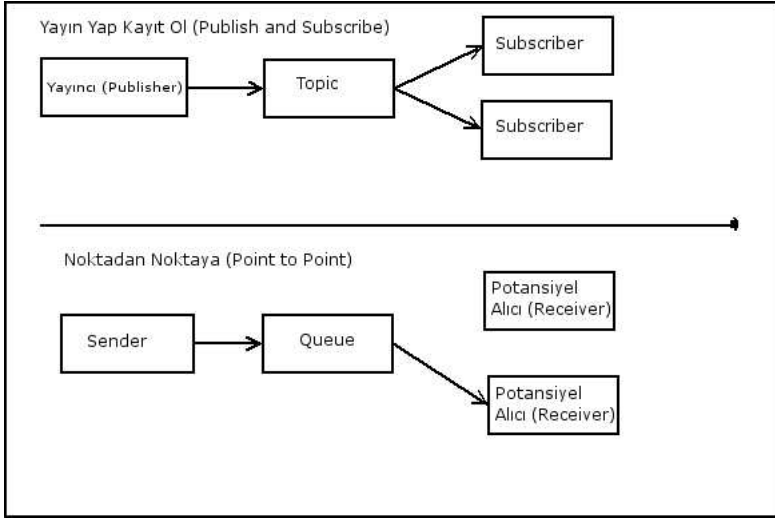 Yayın Yap Kayıt Ol (Publish and Subscribe)
Yayıncı (Publisher)
Topic
Subscriber
Subscriber
Noktadan Noktaya (Point to Point)
Sender
Queue
Potansiyel
Alıcı (Receiver)
Potansiyel
Alıcı (Receiver)